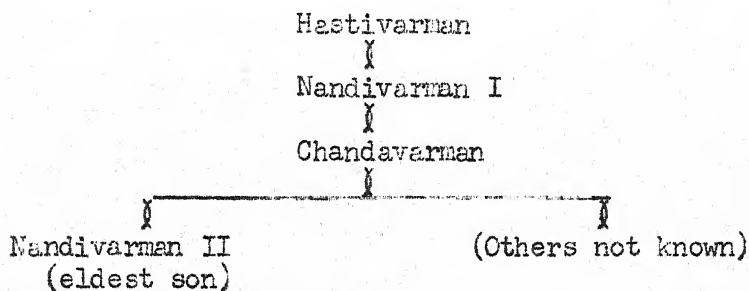 Hastivarman
Nandivarman I
Chandavarman
Nandivarman II (Others not known)
(eldest son)